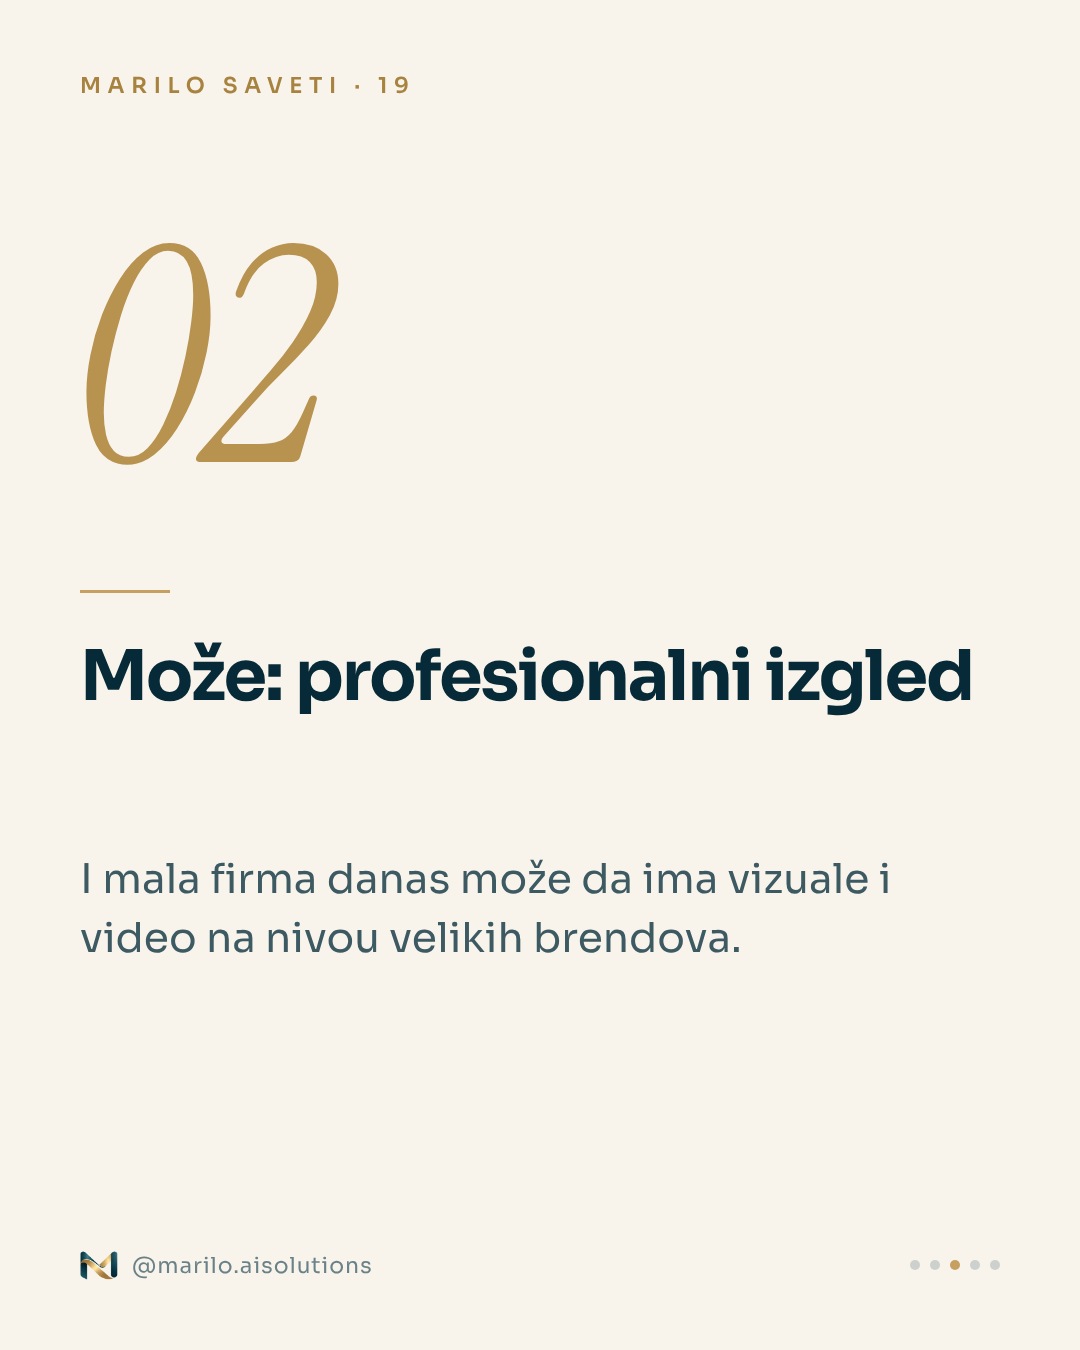 MARILO SAVETI · 19
02
Može: profesionalni izgled
I mala firma danas može da ima vizuale i
video na nivou velikih brendova.
@marilo.aisolutions